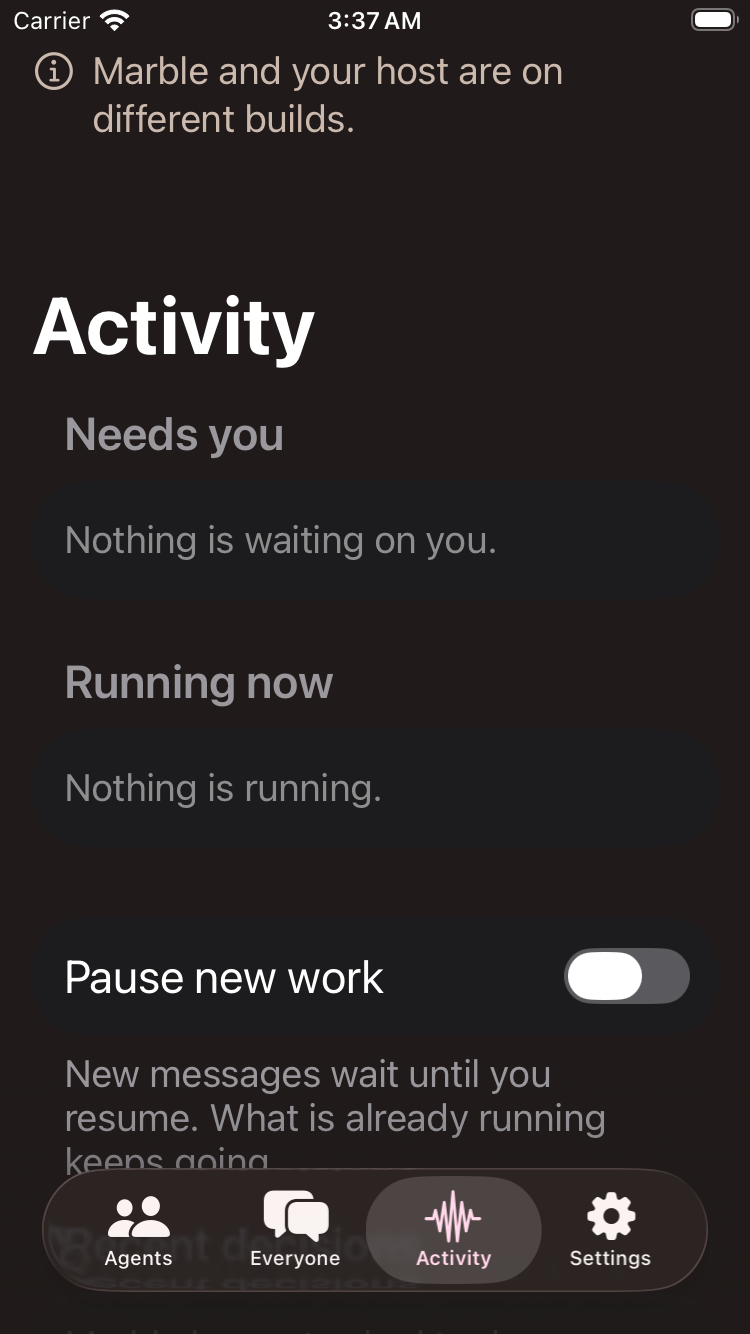 Carrier 3:37 AM
Marble and your host are on
different builds.
Activity
Needs you
Nothing is waiting on you.
Running now
Nothing is running.
Pause new work
New messages wait until you
resume. What is already running
keeps going.
Agents Everyone Activity Settings